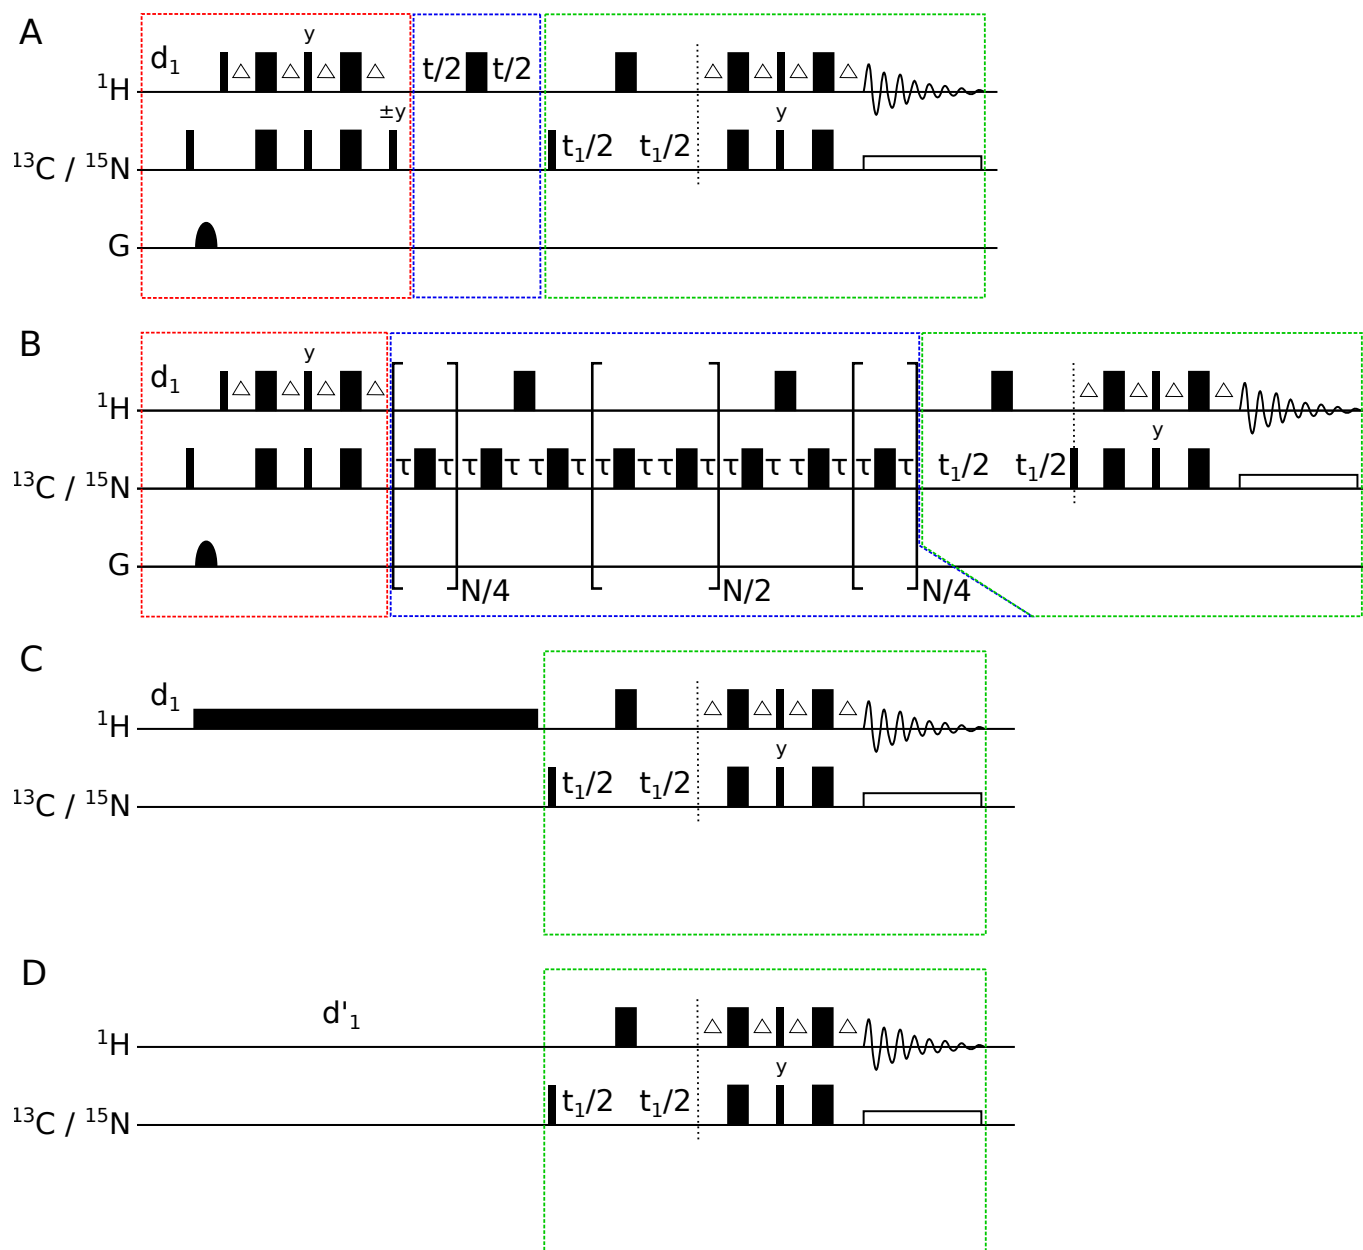 A
d₁ △ △ y △ △ t/2 t/2 △ △ △ △
¹H
±y
y
¹³C / ¹⁵N t₁/2 t₁/2
G
B
d₁ △ △ y △ △ △ △ △ △
¹H
y
¹³C / ¹⁵N τ τ τ τ τ τ τ τ τ τ τ τ τ τ τ τ t₁/2 t₁/2
G
N/4 N/2 N/4
C
d₁ △ △ △ △
¹H
y
¹³C / ¹⁵N t₁/2 t₁/2
D
d'₁ △ △ △ △
¹H
y
¹³C / ¹⁵N t₁/2 t₁/2